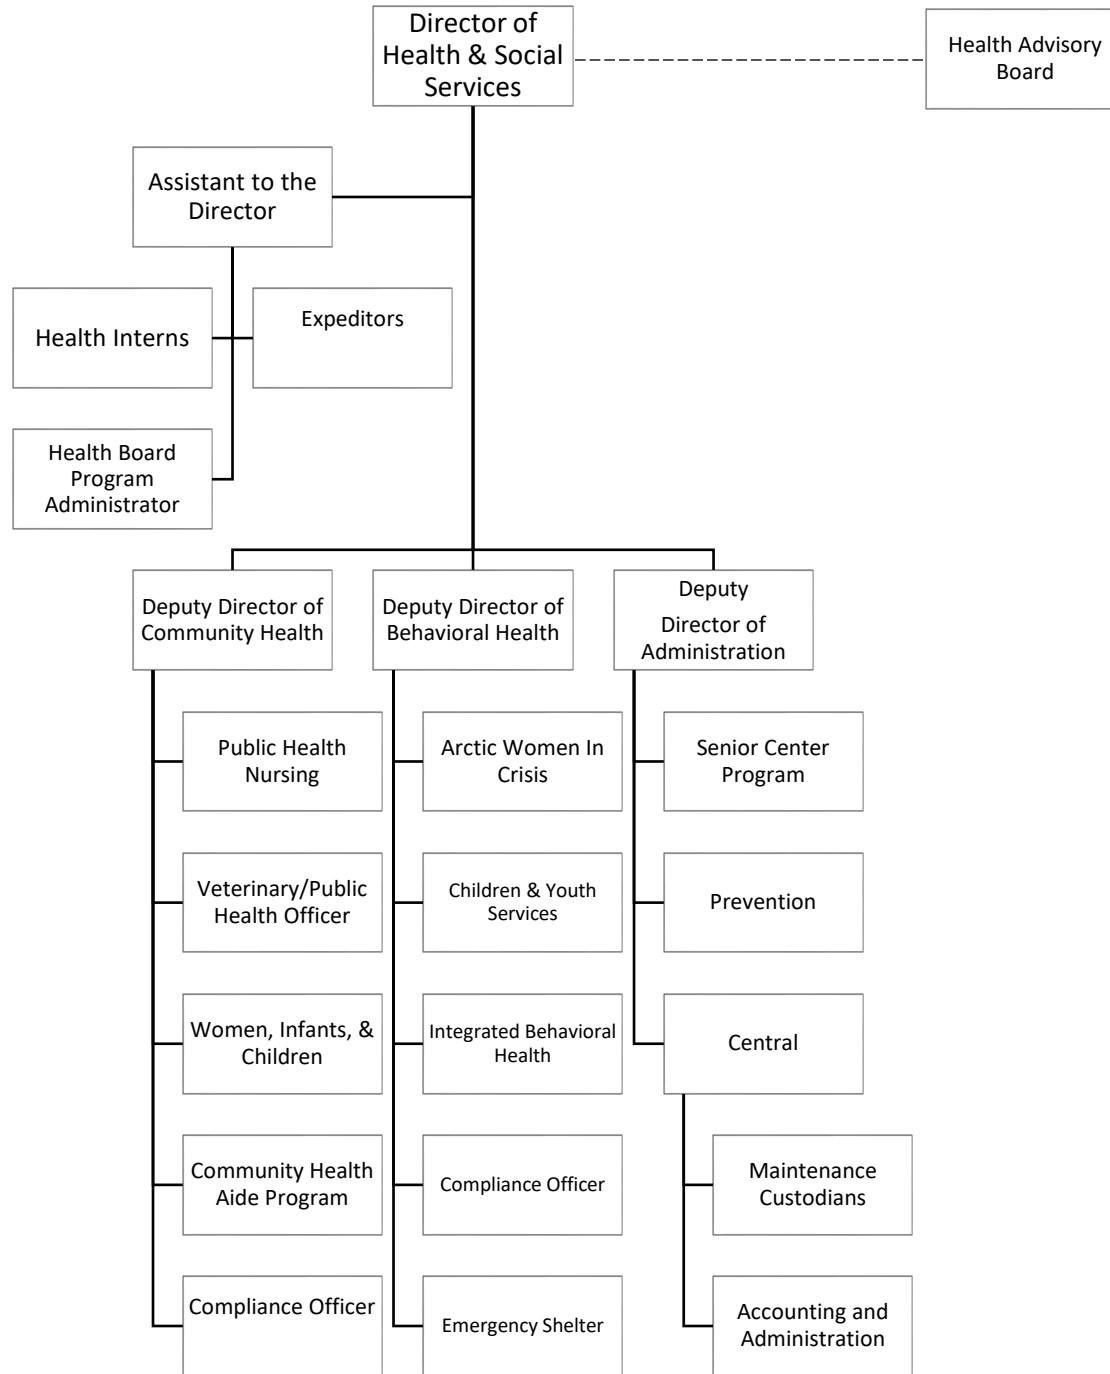 Director of
Health & Social
Services
Health Advisory
Board
Assistant to the
Director
Health Interns
Expeditors
Health Board
Program
Administrator
Deputy Director of
Community Health
Deputy Director of
Behavioral Health
Deputy
Director of
Administration
Public Health
Nursing
Arctic Women In
Crisis
Senior Center
Program
Veterinary/Public
Health Officer
Children & Youth
Services
Prevention
Women, Infants, &
Children
Integrated Behavioral
Health
Central
Community Health
Aide Program
Compliance Officer
Maintenance
Custodians
Compliance Officer
Emergency Shelter
Accounting and
Administration